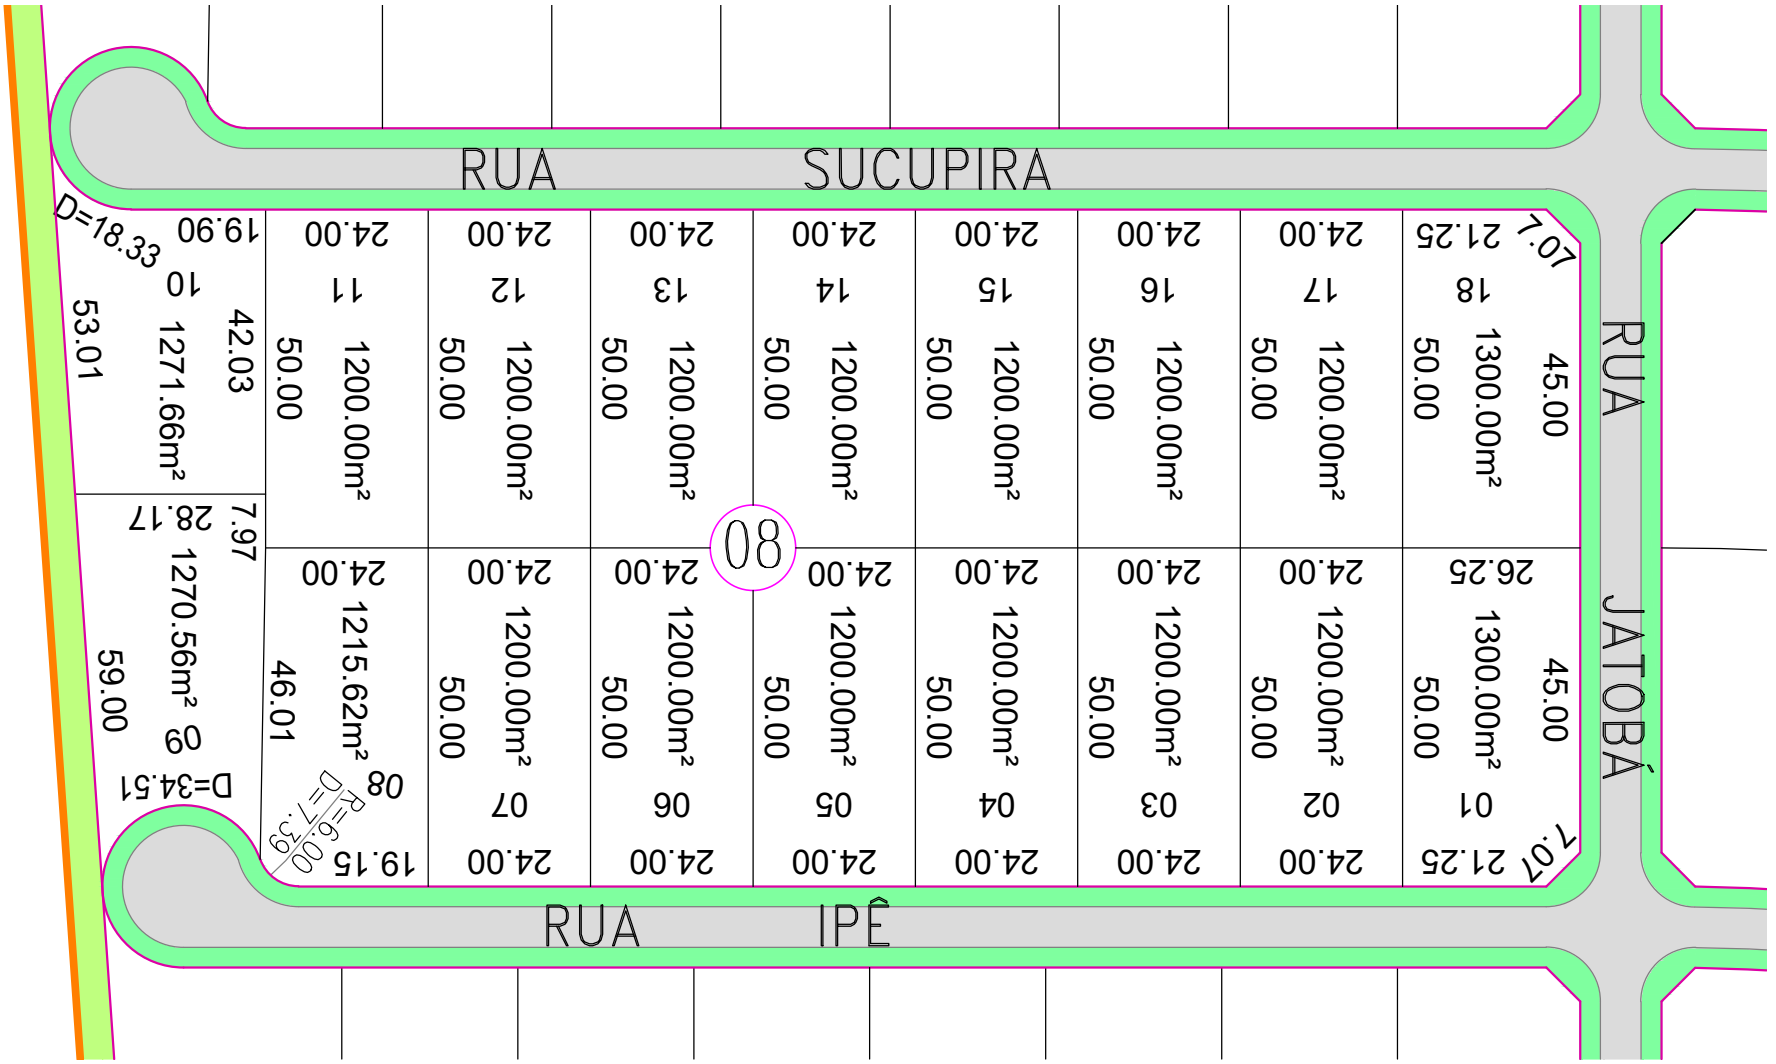 RUA SUCUPIRA
D=18.33
19.90
10
53.01
42.03
1271.66m²
24.00
11
50.00
1200.00m²
24.00
12
50.00
1200.00m²
24.00
13
50.00
1200.00m²
24.00
14
50.00
1200.00m²
24.00
15
50.00
1200.00m²
24.00
16
50.00
1200.00m²
24.00
17
50.00
1200.00m²
21.25
7.07
18
50.00
1300.00m²
45.00
RUA JATOBÁ
08
28.17
7.97
1270.56m²
59.00
09
D=34.51
24.00
46.01
1215.62m²
08
R=6.00
D=7.39
19.15
24.00
50.00
1200.00m²
07
24.00
24.00
50.00
1200.00m²
06
24.00
24.00
50.00
1200.00m²
05
24.00
24.00
50.00
1200.00m²
04
24.00
24.00
50.00
1200.00m²
03
24.00
24.00
50.00
1200.00m²
02
24.00
26.25
50.00
1300.00m²
45.00
01
21.25
7.07
RUA IPÊ